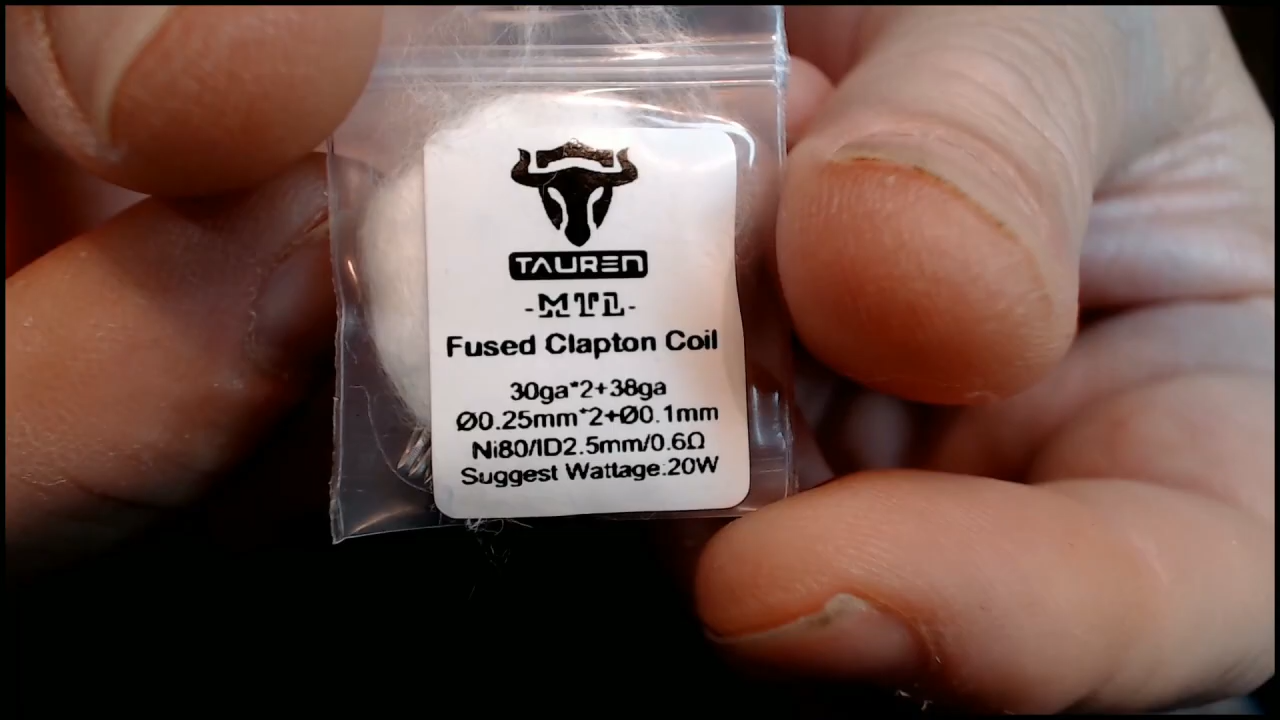 TAUREN
-MTL-
Fused Clapton Coil
30ga*2+38ga
Ø0.25mm*2+Ø0.1mm
Ni80/ID2.5mm/0.6Ω
Suggest Wattage:20W